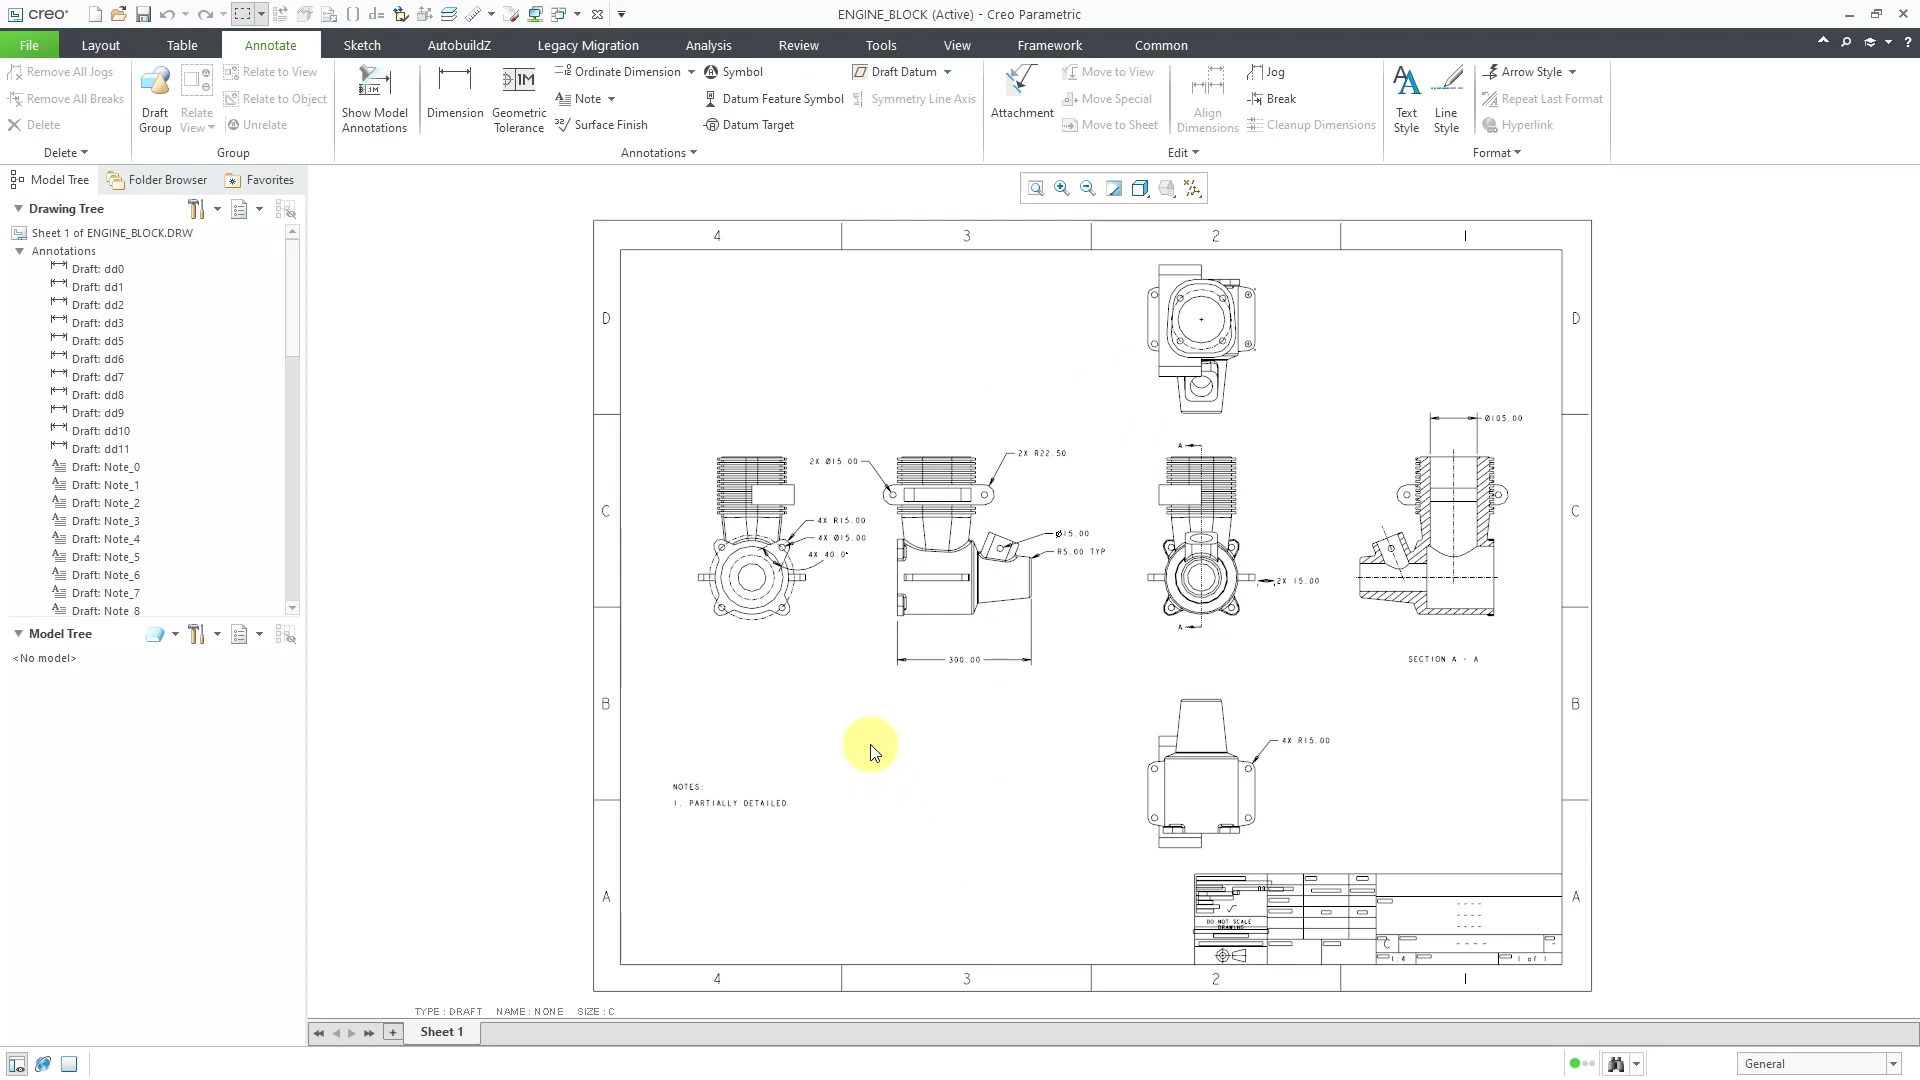 creo
ENGINE_BLOCK (Active) - Creo Parametric
File Layout Table Annotate Sketch AutobuildZ Legacy Migration Analysis Review Tools View Framework Common
Remove All Jogs
Remove All Breaks
Delete
Delete
Draft Group
Relate View
Relate to View
Relate to Object
Unrelate
Group
Show Model Annotations
Dimension
Geometric Tolerance
Ordinate Dimension
Note
Surface Finish
Symbol
Datum Feature Symbol
Datum Target
Draft Datum
Symmetry Line Axis
Annotations
Attachment
Move to View
Move Special
Move to Sheet
Align Dimensions
Jog
Break
Cleanup Dimensions
Edit
Text Style
Line Style
Arrow Style
Repeat Last Format
Hyperlink
Format
Model Tree Folder Browser Favorites
Drawing Tree
Sheet 1 of ENGINE_BLOCK.DRW
Annotations
Draft: dd0
Draft: dd1
Draft: dd2
Draft: dd3
Draft: dd5
Draft: dd6
Draft: dd7
Draft: dd8
Draft: dd9
Draft: dd10
Draft: dd11
Draft: Note_0
Draft: Note_1
Draft: Note_2
Draft: Note_3
Draft: Note_4
Draft: Note_5
Draft: Note_6
Draft: Note_7
Draft: Note_8
Model Tree
<No model>
4 3 2 1
D D
C C
B B
A A
Ø105.00
2X Ø15.00
2X R22.50
4X R15.00
4X Ø15.00
4X 40.0°
Ø15.00
R5.00 TYP
A
A
2X 15.00
300.00
SECTION A - A
4X R15.00
NOTES:
1. PARTIALLY DETAILED
DO NOT SCALE DRAWING
C
1:4
1 of 1
4 3 2 1
TYPE : DRAFT NAME : NONE SIZE : C
Sheet 1
General